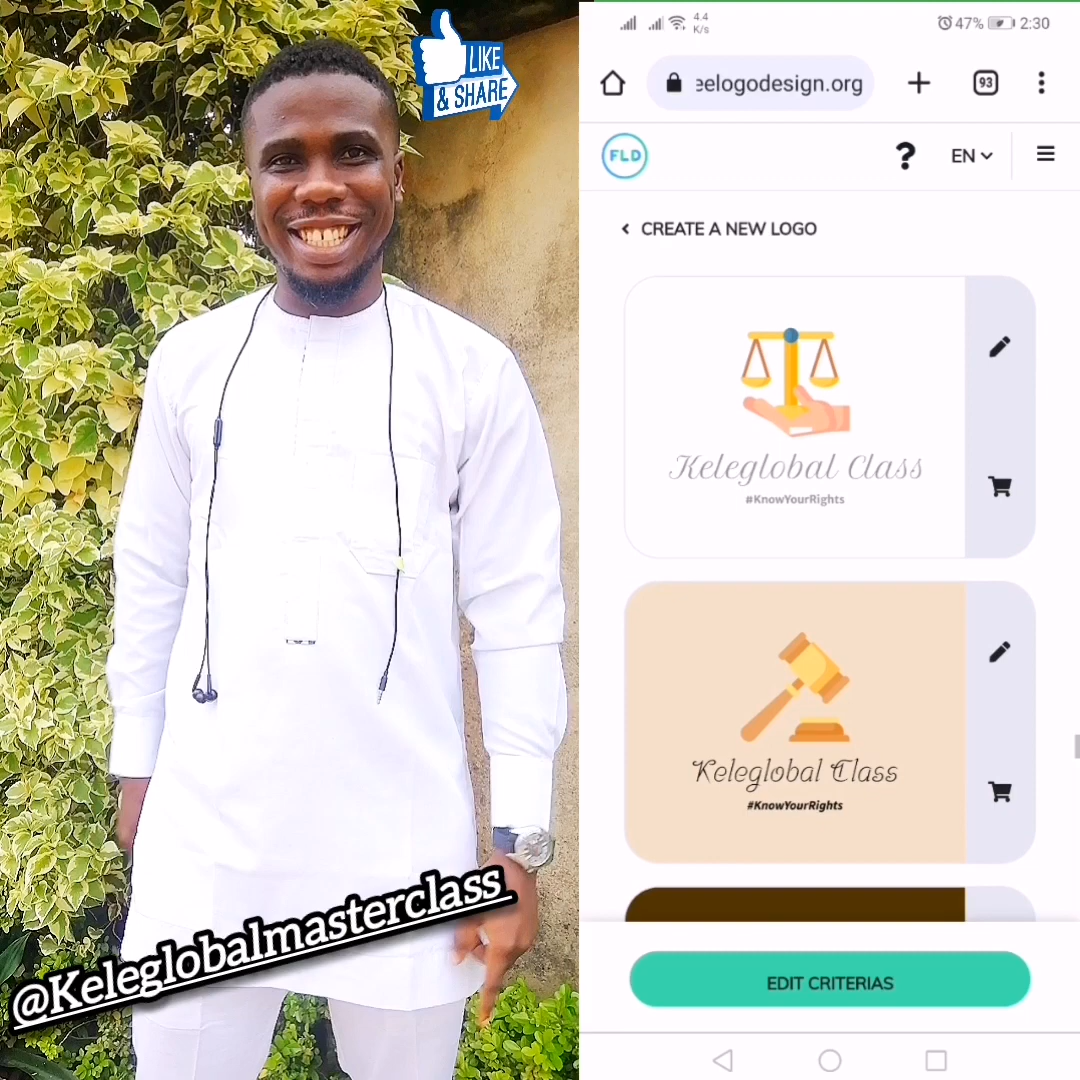 LIKE
& SHARE
@Keleglobalmasterclass
4.4
K/s
47%
2:30
eelogodesign.org
93
FLD
?
EN
CREATE A NEW LOGO
Keleglobal Class
#KnowYourRights
Keleglobal Class
#KnowYourRights
EDIT CRITERIAS